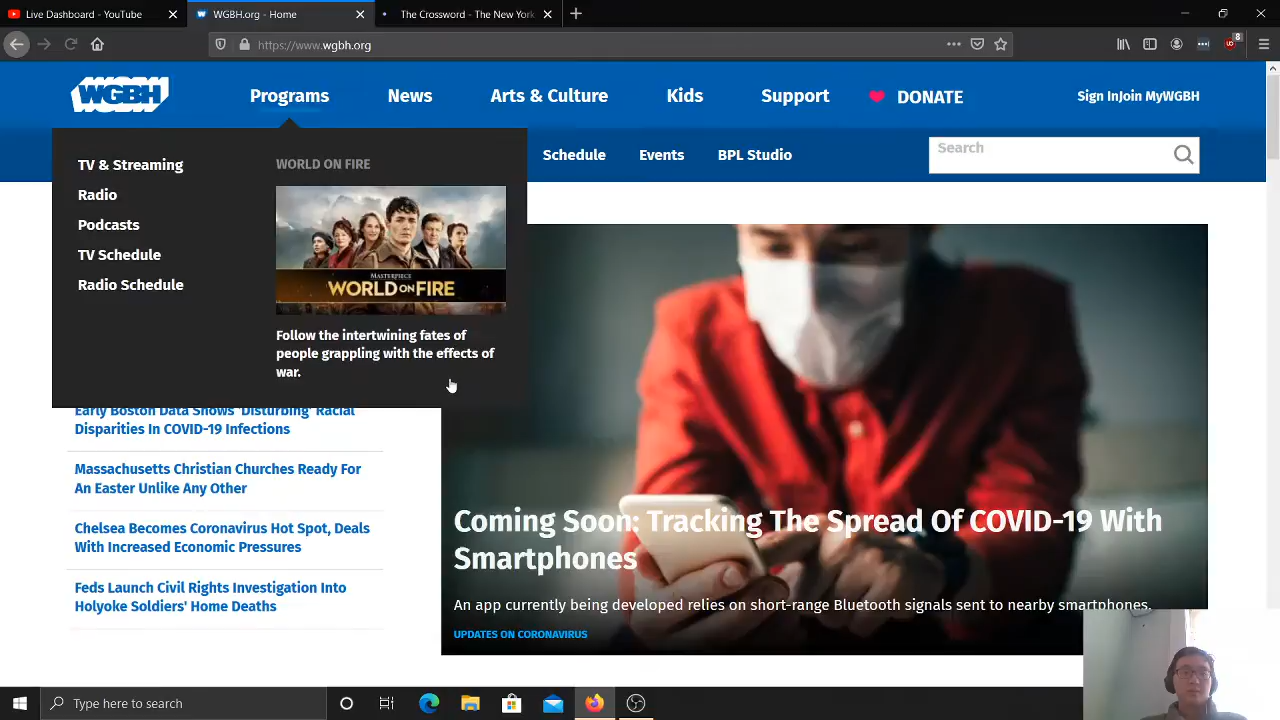 Live Dashboard - YouTube
WGBH.org - Home
The Crossword - The New York
https://www.wgbh.org
8
WGBH
Programs
News
Arts & Culture
Kids
Support
DONATE
Sign InJoin MyWGBH
Schedule
Events
BPL Studio
Search
TV & Streaming
Radio
Podcasts
TV Schedule
Radio Schedule
WORLD ON FIRE
MASTERPIECE
WORLD ON FIRE
Follow the intertwining fates of
people grappling with the effects of
war.
Early Boston Data Shows 'Disturbing' Racial
Disparities In COVID-19 Infections
Massachusetts Christian Churches Ready For
An Easter Unlike Any Other
Chelsea Becomes Coronavirus Hot Spot, Deals
With Increased Economic Pressures
Feds Launch Civil Rights Investigation Into
Holyoke Soldiers' Home Deaths
Coming Soon: Tracking The Spread Of COVID-19 With
Smartphones
An app currently being developed relies on short-range Bluetooth signals sent to nearby smartphones.
UPDATES ON CORONAVIRUS
Type here to search